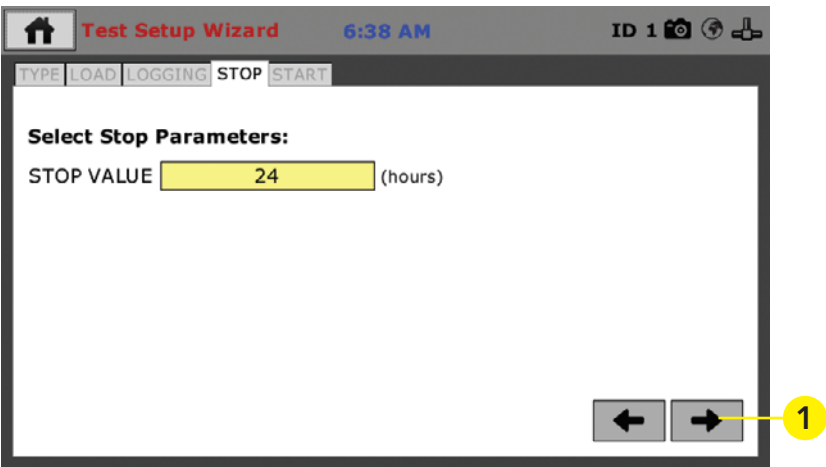 Test Setup Wizard 6:38 AM ID 1
TYPE LOAD LOGGING STOP START
Select Stop Parameters:
STOP VALUE 24 (hours)
1